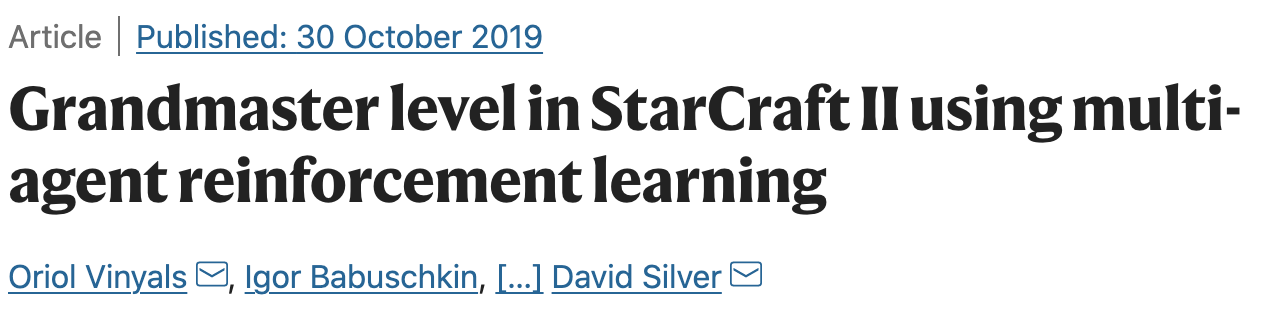 Article | Published: 30 October 2019
Grandmaster level in StarCraft II using multi-
agent reinforcement learning
Oriol Vinyals, Igor Babuschkin, [...] David Silver